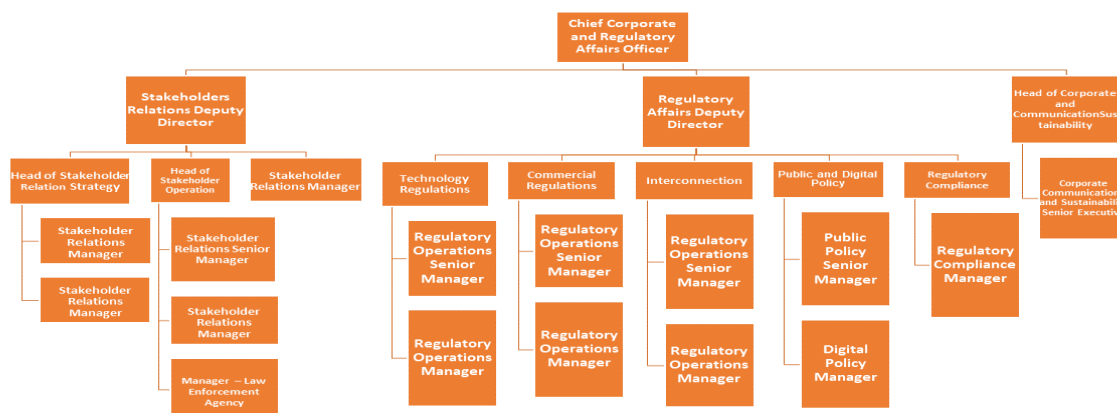 Chief Corporate
and Regulatory
Affairs Officer
Stakeholders
Relations Deputy
Director
Regulatory
Affairs Deputy
Director
Head of Corporate
and
CommunicationSus
tainability
Head of Stakeholder
Relation Strategy
Head of
Stakeholder
Operation
Stakeholder
Relations Manager
Technology
Regulations
Commercial
Regulations
Interconnection
Public and Digital
Policy
Regulatory
Compliance
Corporate
Communication
and Sustainabili
Senior Executiv
Stakeholder
Relations
Manager
Stakeholder
Relations
Manager
Stakeholder
Relations Senior
Manager
Stakeholder
Relations
Manager
Manager – Law
Enforcement
Agency
Regulatory
Operations
Senior
Manager
Regulatory
Operations
Manager
Regulatory
Operations
Senior
Manager
Regulatory
Operations
Manager
Regulatory
Operations
Senior
Manager
Regulatory
Operations
Manager
Public
Policy
Senior
Manager
Digital
Policy
Manager
Regulatory
Compliance
Manager